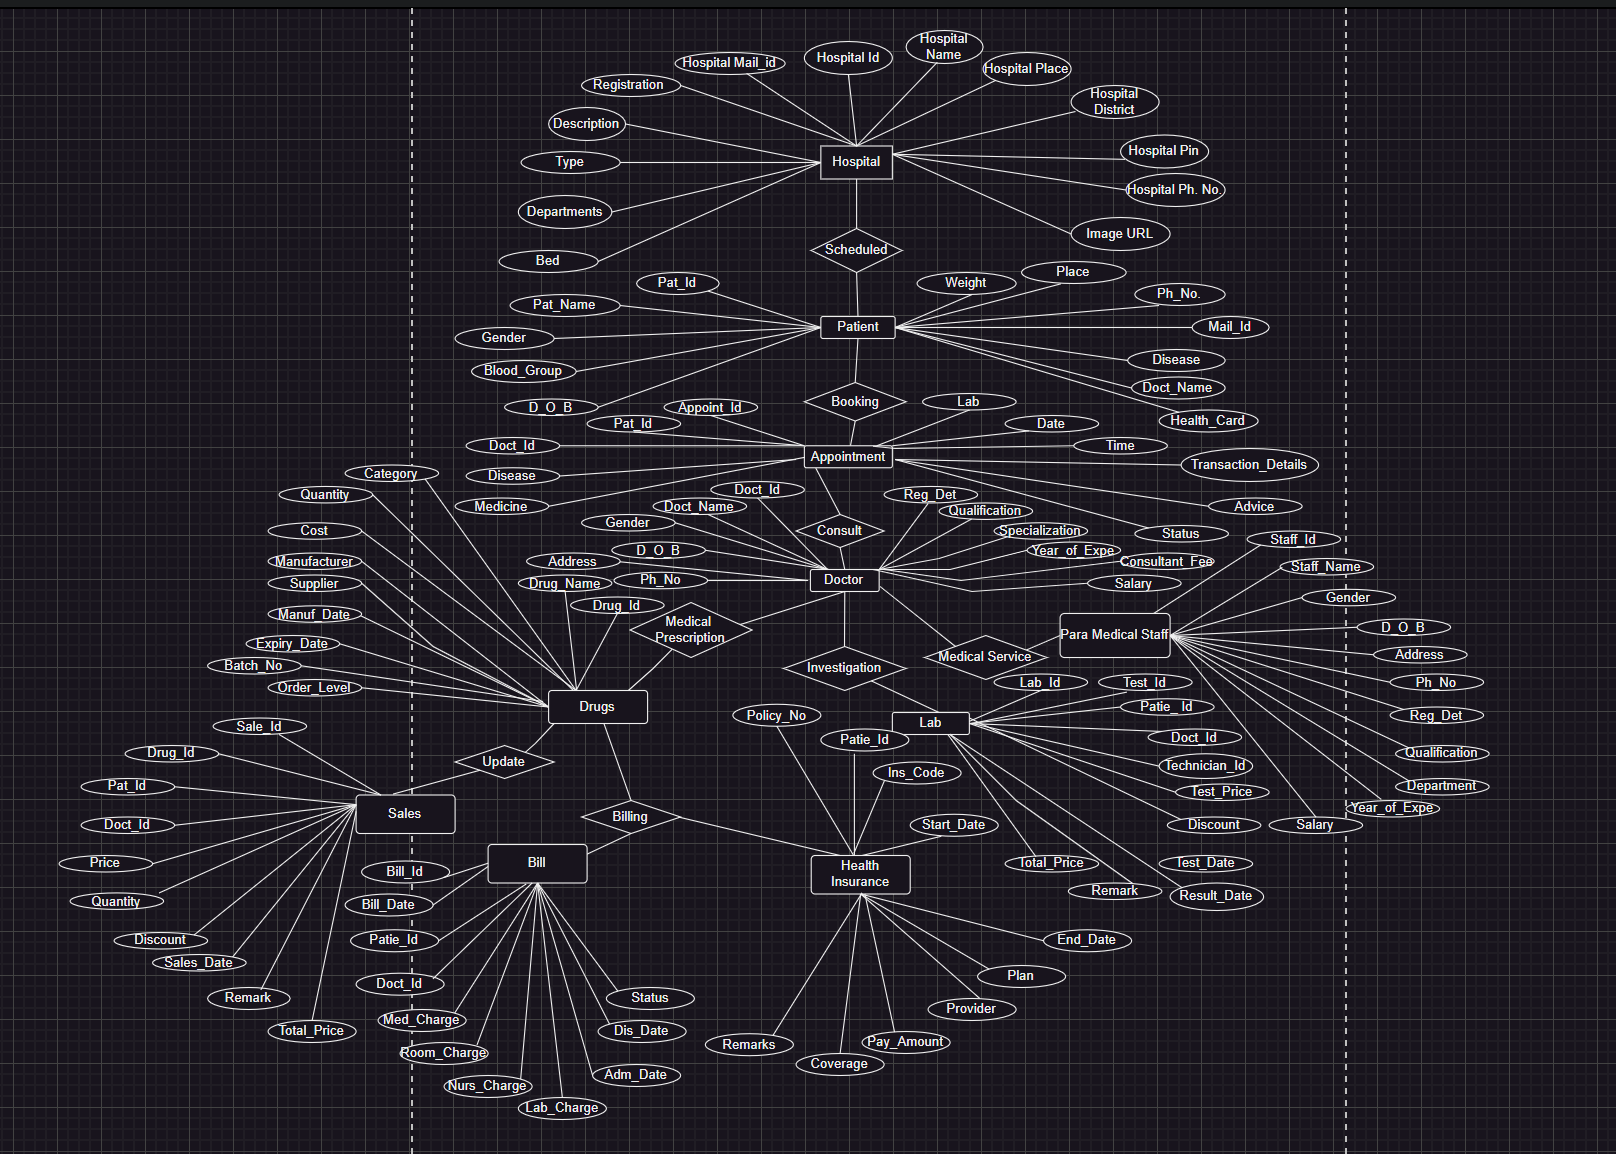 Hospital
Name
Hospital Id
Hospital Mail_id
Hospital Place
Registration
Hospital
District
Description
Hospital Pin
Type
Hospital
Hospital Ph. No.
Departments
Image URL
Scheduled
Bed
Place
Pat_Id
Weight
Ph_No.
Pat_Name
Patient
Mail_Id
Gender
Disease
Blood_Group
Doct_Name
D_O_B
Appoint_Id
Booking
Lab
Health_Card
Pat_Id
Date
Doct_Id
Time
Appointment
Transaction_Details
Category
Disease
Doct_Id
Quantity
Reg_Det
Medicine
Doct_Name
Qualification
Advice
Gender
Consult
Specialization
Status
Cost
Staff_Id
D_O_B
Year_of_Expe
Manufacturer
Address
Consultant_Fee
Staff_Name
Supplier
Drug_Name
Ph_No
Doctor
Salary
Gender
Drug_Id
Manuf_Date
Medical
Prescription
Para Medical Staff
D_O_B
Expiry_Date
Medical Service
Address
Batch_No
Investigation
Order_Level
Lab_Id
Test_Id
Ph_No
Drugs
Patie_Id
Policy_No
Lab
Reg_Det
Sale_Id
Patie_Id
Doct_Id
Drug_Id
Update
Technician_Id
Qualification
Ins_Code
Pat_Id
Test_Price
Department
Sales
Billing
Year_of_Expe
Doct_Id
Start_Date
Discount
Salary
Price
Bill
Bill_Id
Health
Insurance
Total_Price
Test_Date
Quantity
Bill_Date
Remark
Result_Date
Discount
Patie_Id
End_Date
Sales_Date
Doct_Id
Plan
Remark
Status
Provider
Total_Price
Med_Charge
Dis_Date
Remarks
Pay_Amount
Room_Charge
Coverage
Nurs_Charge
Adm_Date
Lab_Charge